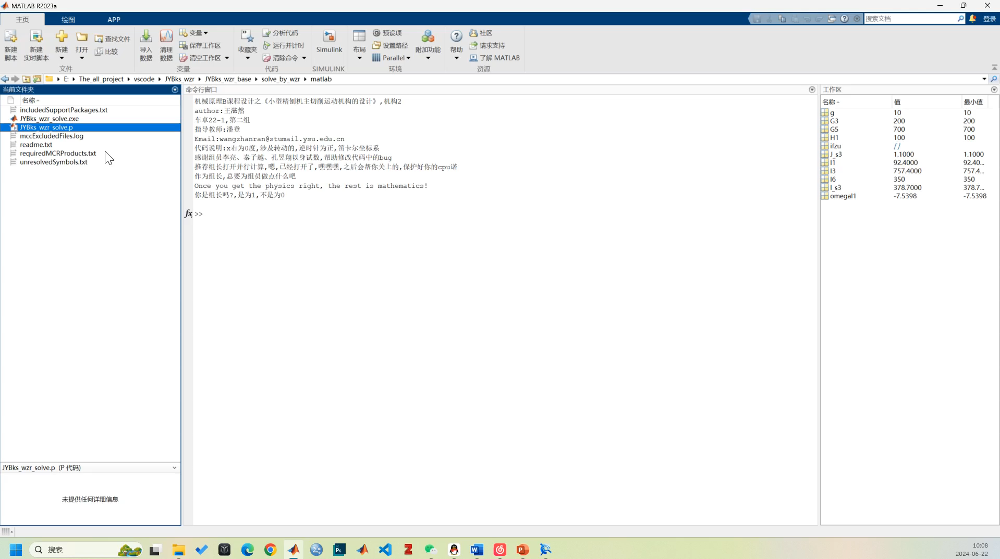 MATLAB R2023a
主页
绘图
APP
搜索文档
登录
新建
脚本
新建
实时脚本
新建
打开
查找文件
比较
文件
导入
数据
清理
数据
变量
保存工作区
清空工作区
变量
收藏夹
分析代码
运行并计时
清除命令
代码
Simulink
SIMULINK
布局
预设项
设置路径
Parallel
附加功能
环境
帮助
社区
请求支持
了解 MATLAB
资源
E: ▸ The_all_project ▸ vscode ▸ JYBks_wzr ▸ JYBks_wzr_base ▸ solve_by_wzr ▸ matlab
当前文件夹
名称
includedSupportPackages.txt
JYBks_wzr_solve.exe
JYBks_wzr_solve.p
mccExcludedFiles.log
readme.txt
requiredMCRProducts.txt
unresolvedSymbols.txt
JYBks_wzr_solve.p (P 代码)
未提供任何详细信息
命令行窗口
机械原理B课程设计之《小型精刨机主切削运动机构的设计》,机构2
author:王湛然
车卓22-1,第二组
指导教师:潘登
Email:wangzhanran@stumail.ysu.edu.cn
代码说明:x右为0度,涉及转动的,逆时针为正,笛卡尔坐标系
感谢组员李亮、秦子越、孔昱翔以身试数,帮助修改代码中的bug
推荐组长打开并行计算,嗯,已经打开了,嘿嘿嘿,之后会帮你关上的,保护好你的cpu诺
作为组长,总要为组员做点什么吧
Once you get the physics right, the rest is mathematics!
你是组长吗?,是为1,不是为0
fx >>
工作区
名称 值 最小值
g 10 10
G3 200 200
G5 700 700
H1 100 100
ifzu []
J_s3 1.1000 1.1000
l1 92.4000 92.40...
l3 757.4000 757.4...
l6 350 350
l_s3 378.7000 378.7...
omegal1 -7.5398 -7.5398
搜索
10:08
2024-06-22